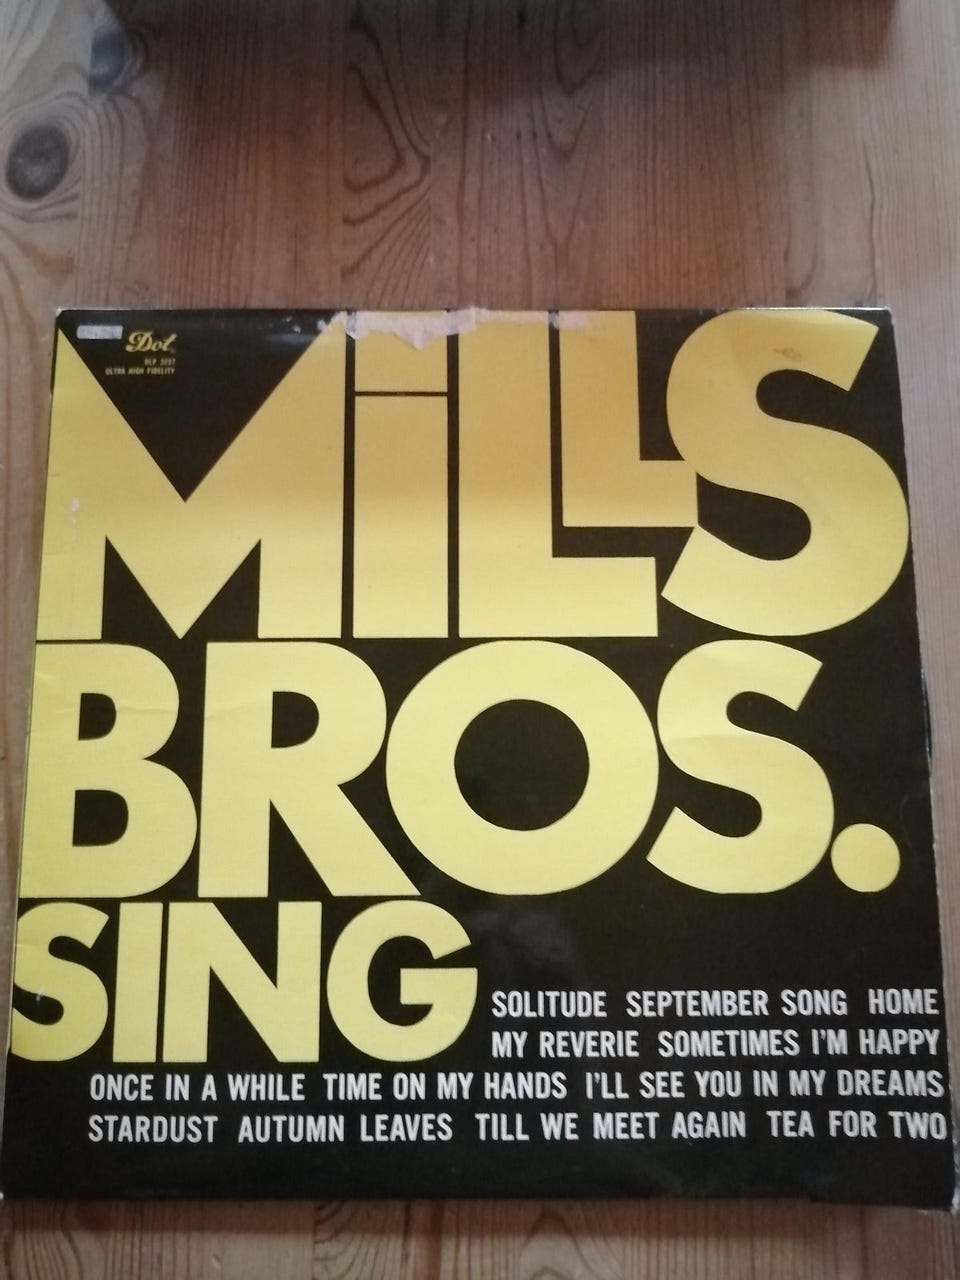 Dot
DLP 3237
ULTRA HIGH FIDELITY
MiLLS
BROS.
SING
SOLITUDE SEPTEMBER SONG HOME
MY REVERIE SOMETIMES I'M HAPPY
ONCE IN A WHILE TIME ON MY HANDS I'LL SEE YOU IN MY DREAMS
STARDUST AUTUMN LEAVES TILL WE MEET AGAIN TEA FOR TWO